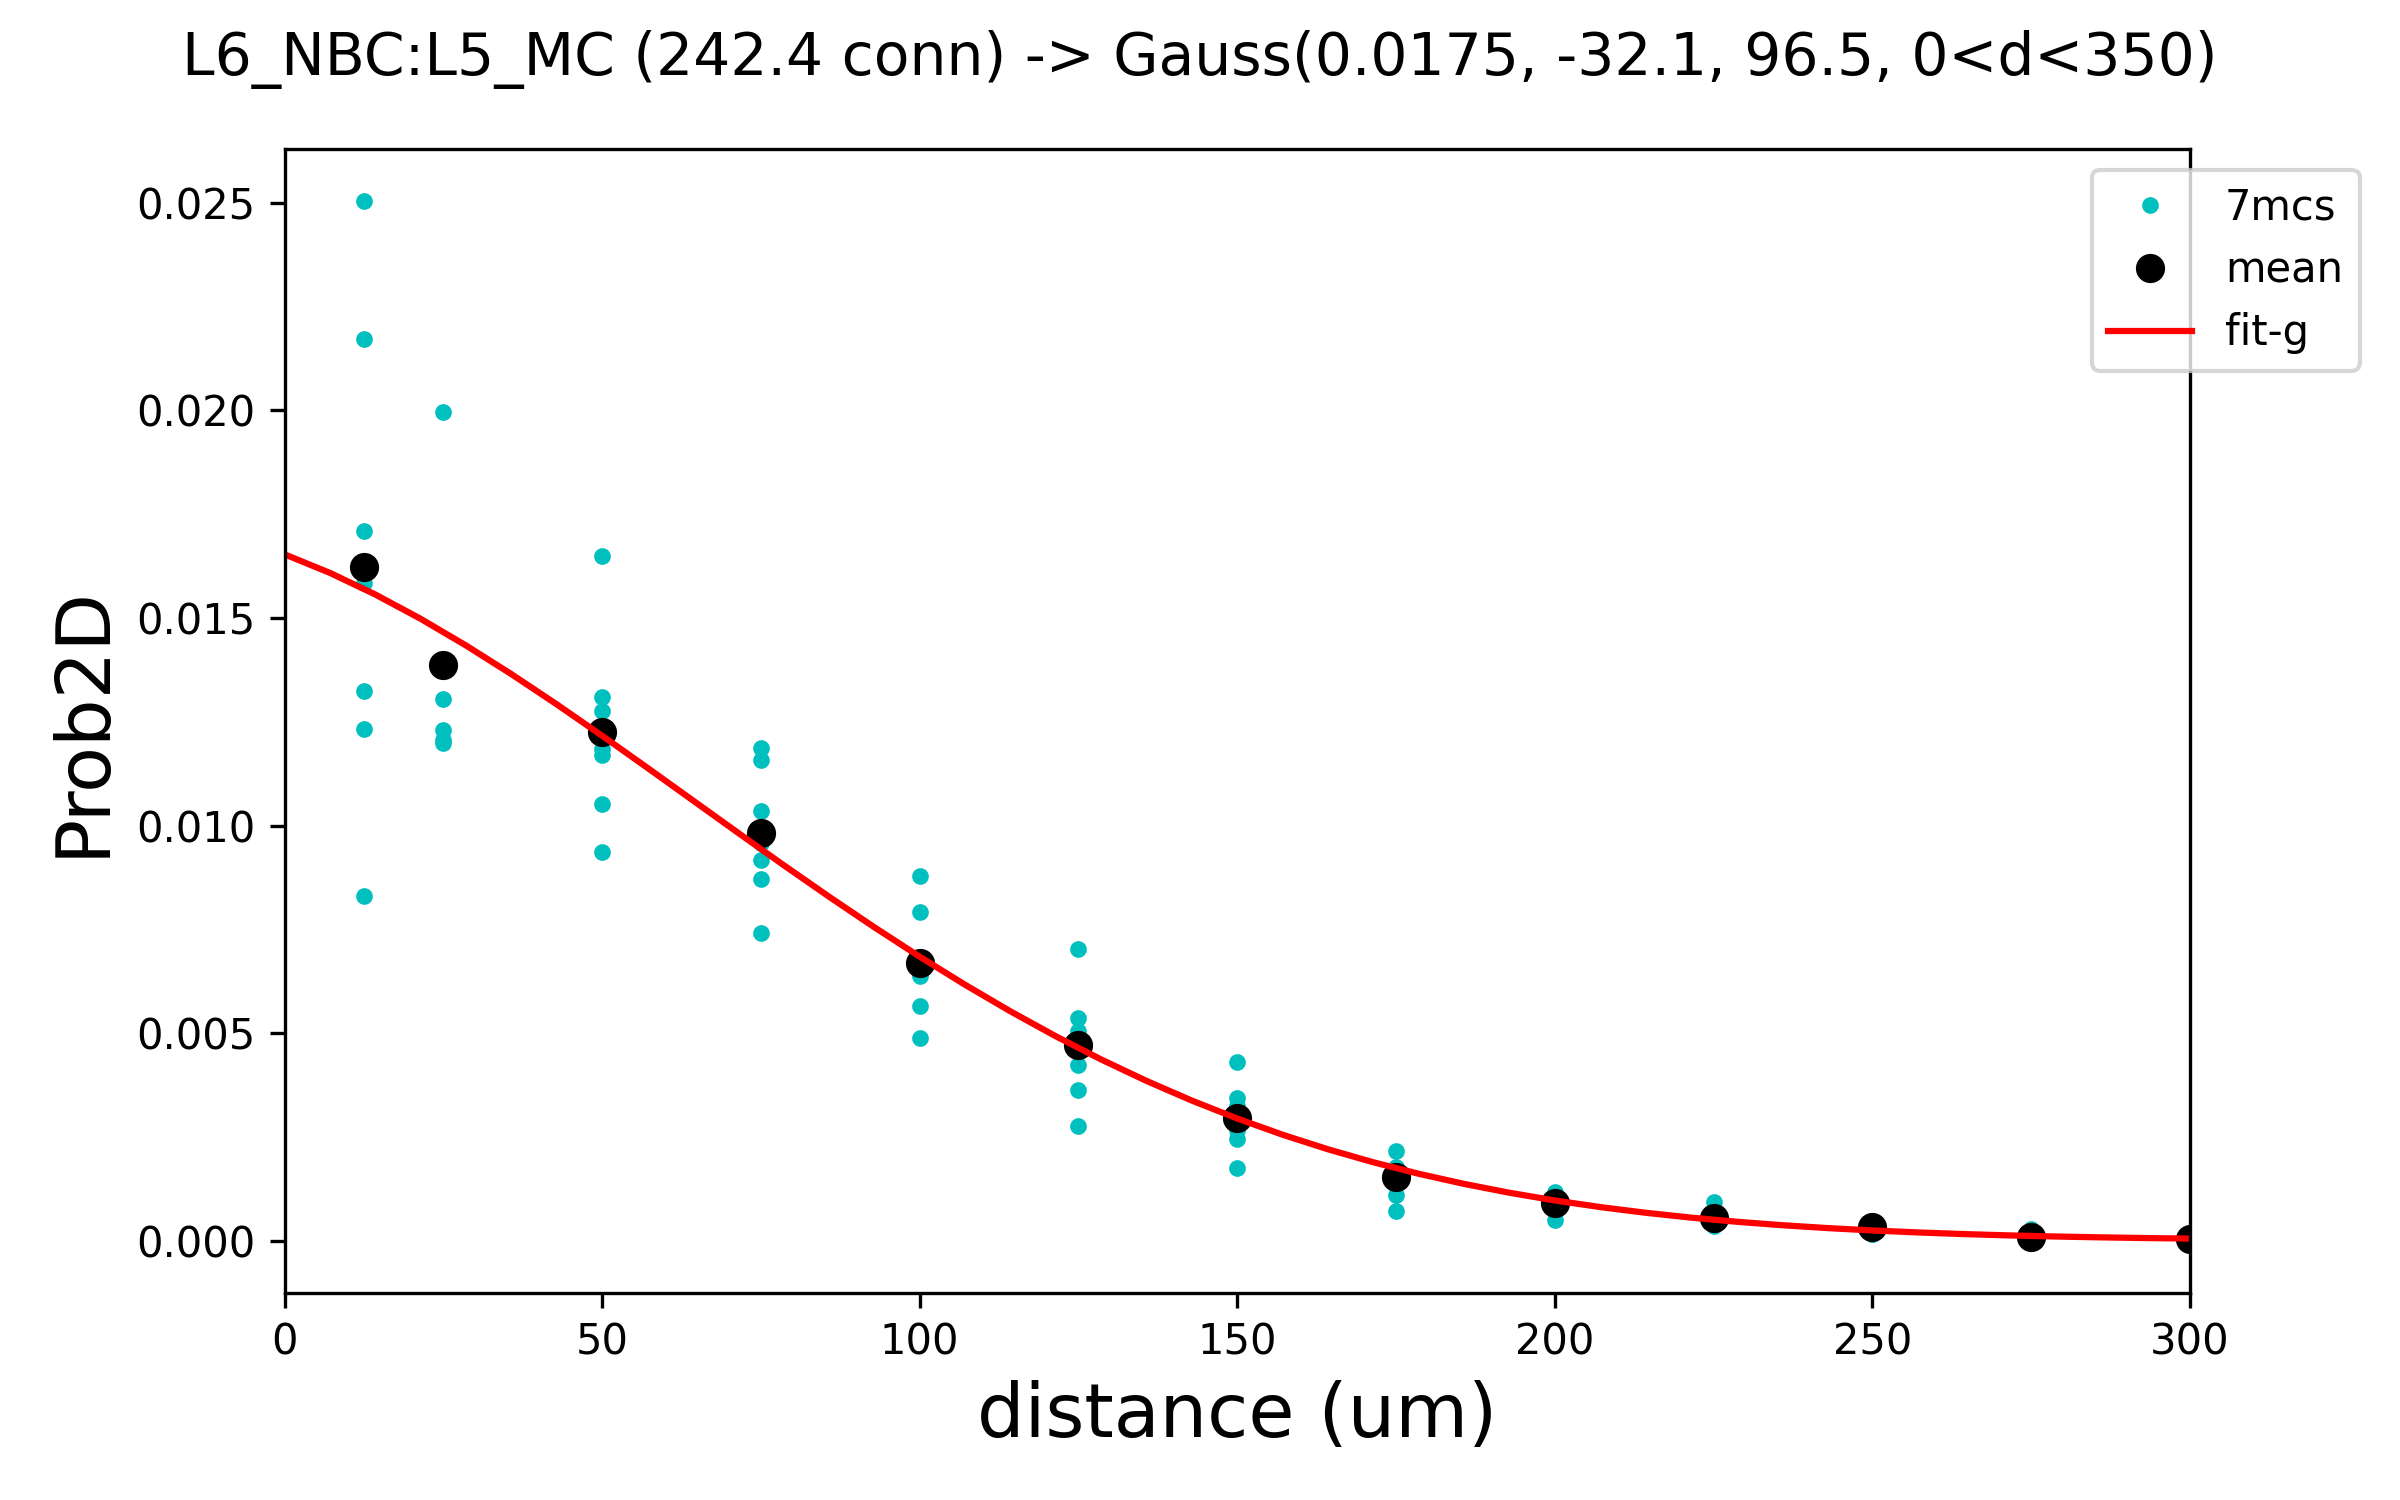 L6_NBC:L5_MC (242.4 conn) -> Gauss(0.0175, -32.1, 96.5, 0<d<350)
0.025
0.020
0.015
0.010
0.005
0.000
Prob2D
7mcs
mean
fit-g
0 50 100 150 200 250 300
distance (um)